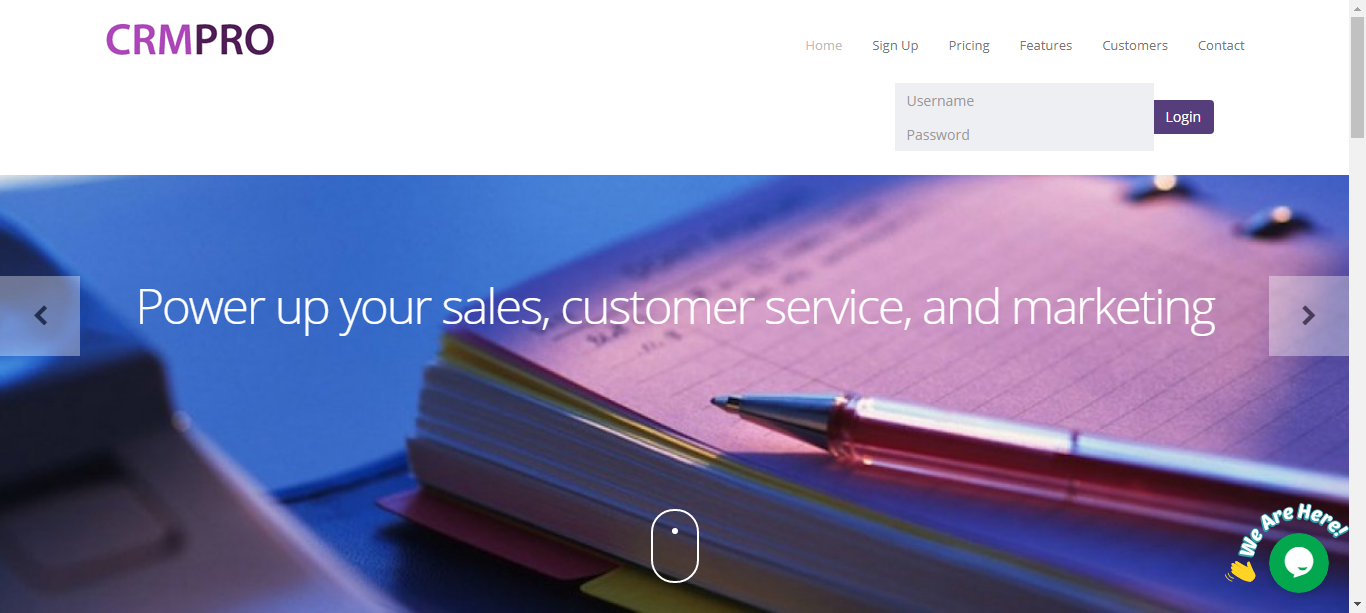 CRMPRO
Home Sign Up Pricing Features Customers Contact
Username
Login
Password
Power up your sales, customer service, and marketing
We Are Here!